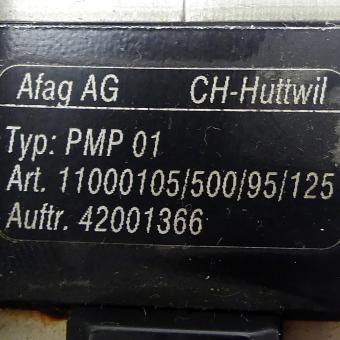 Afag AG CH-Huttwil
Typ: PMP 01
Art. 11000105/500/95/125
Auftr. 42001366